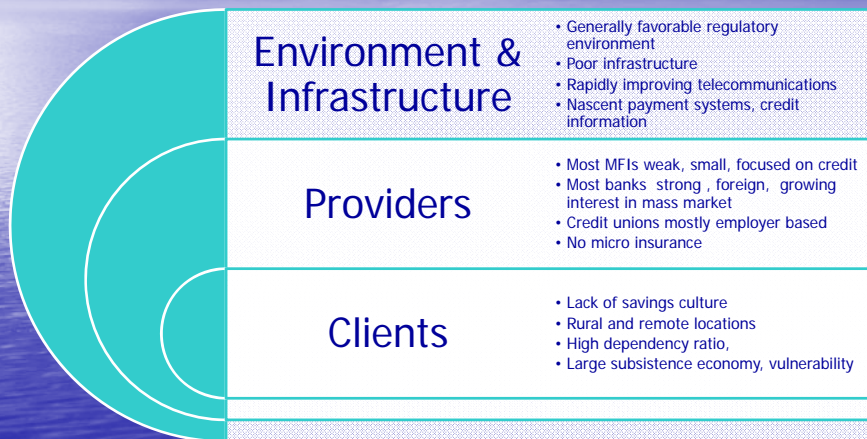 Environment &
Infrastructure
• Generally favorable regulatory
environment
• Poor infrastructure
• Rapidly improving telecommunications
• Nascent payment systems, credit
information
Providers
• Most MFIs weak, small, focused on credit
• Most banks strong , foreign, growing
interest in mass market
• Credit unions mostly employer based
• No micro insurance
Clients
• Lack of savings culture
• Rural and remote locations
• High dependency ratio,
• Large subsistence economy, vulnerability